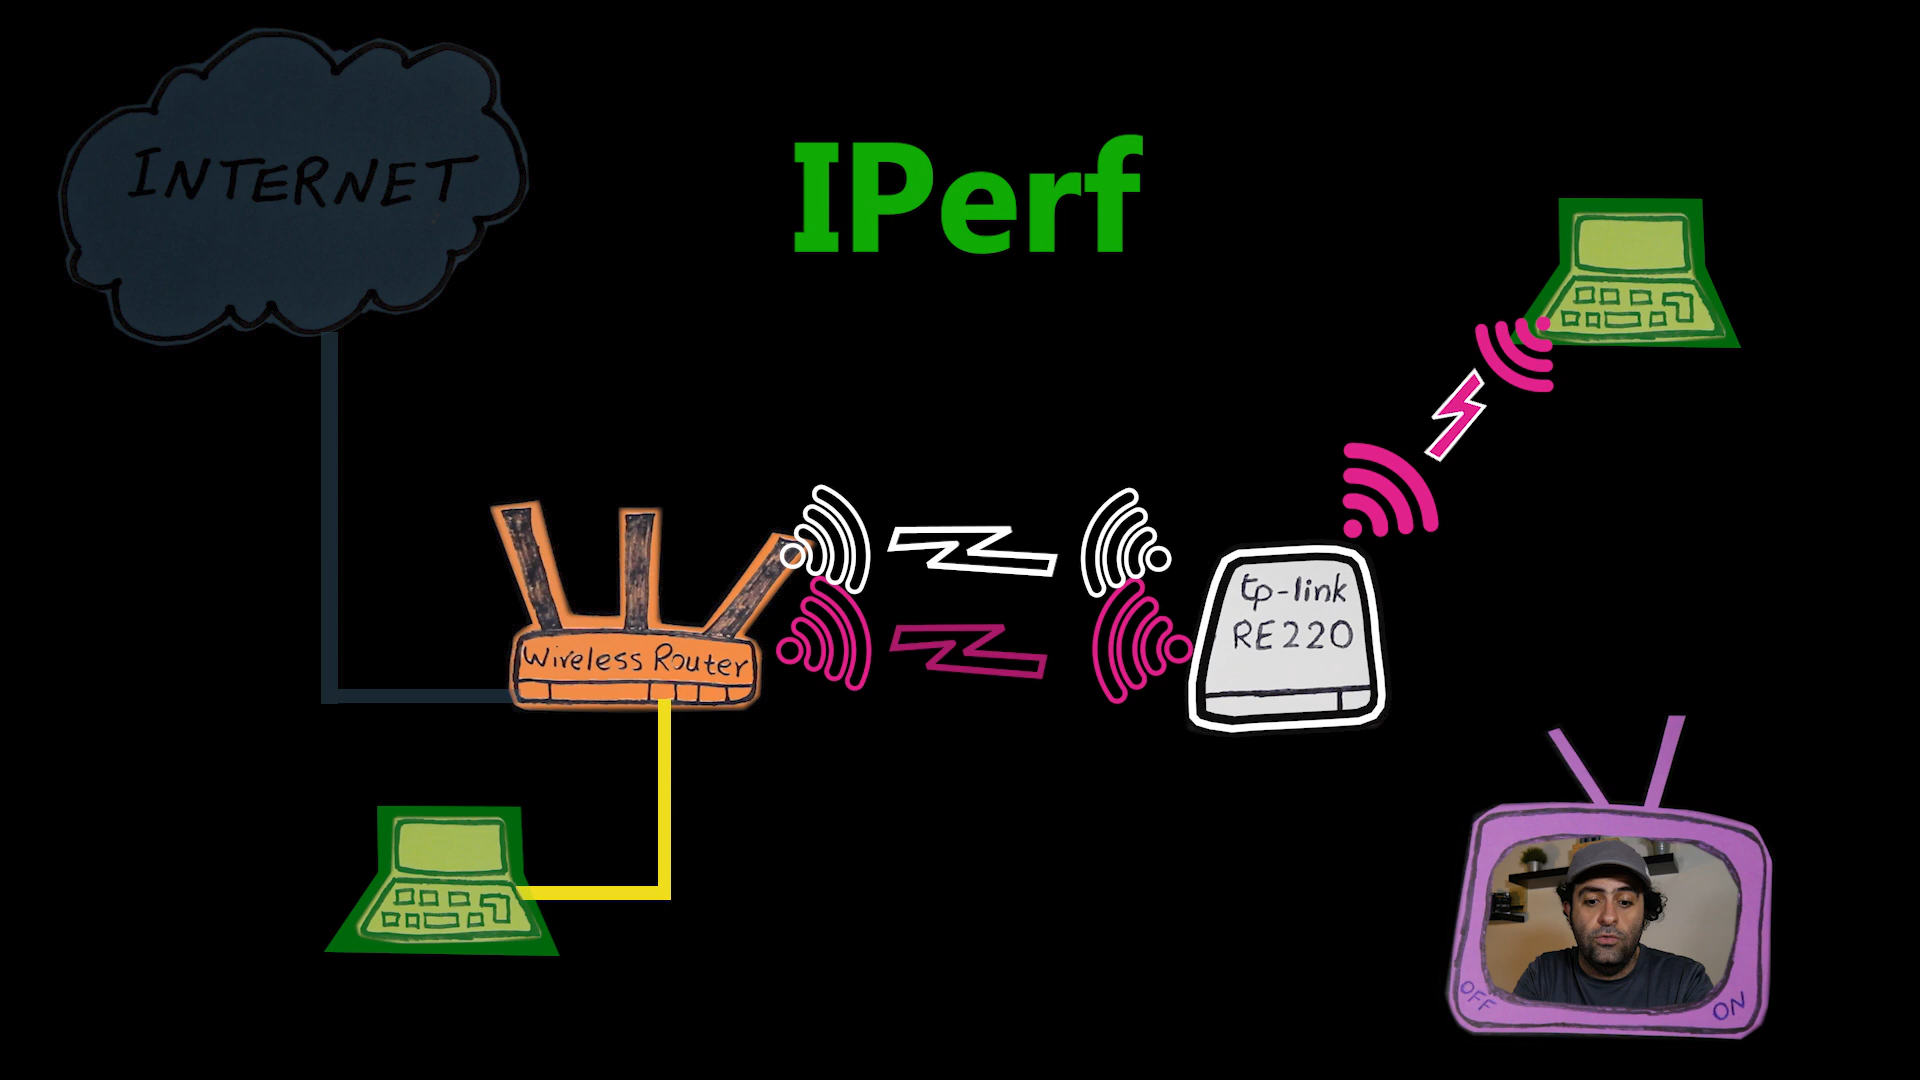 INTERNET
IPerf
Wireless Router
tp-link
RE220
OFF
ON